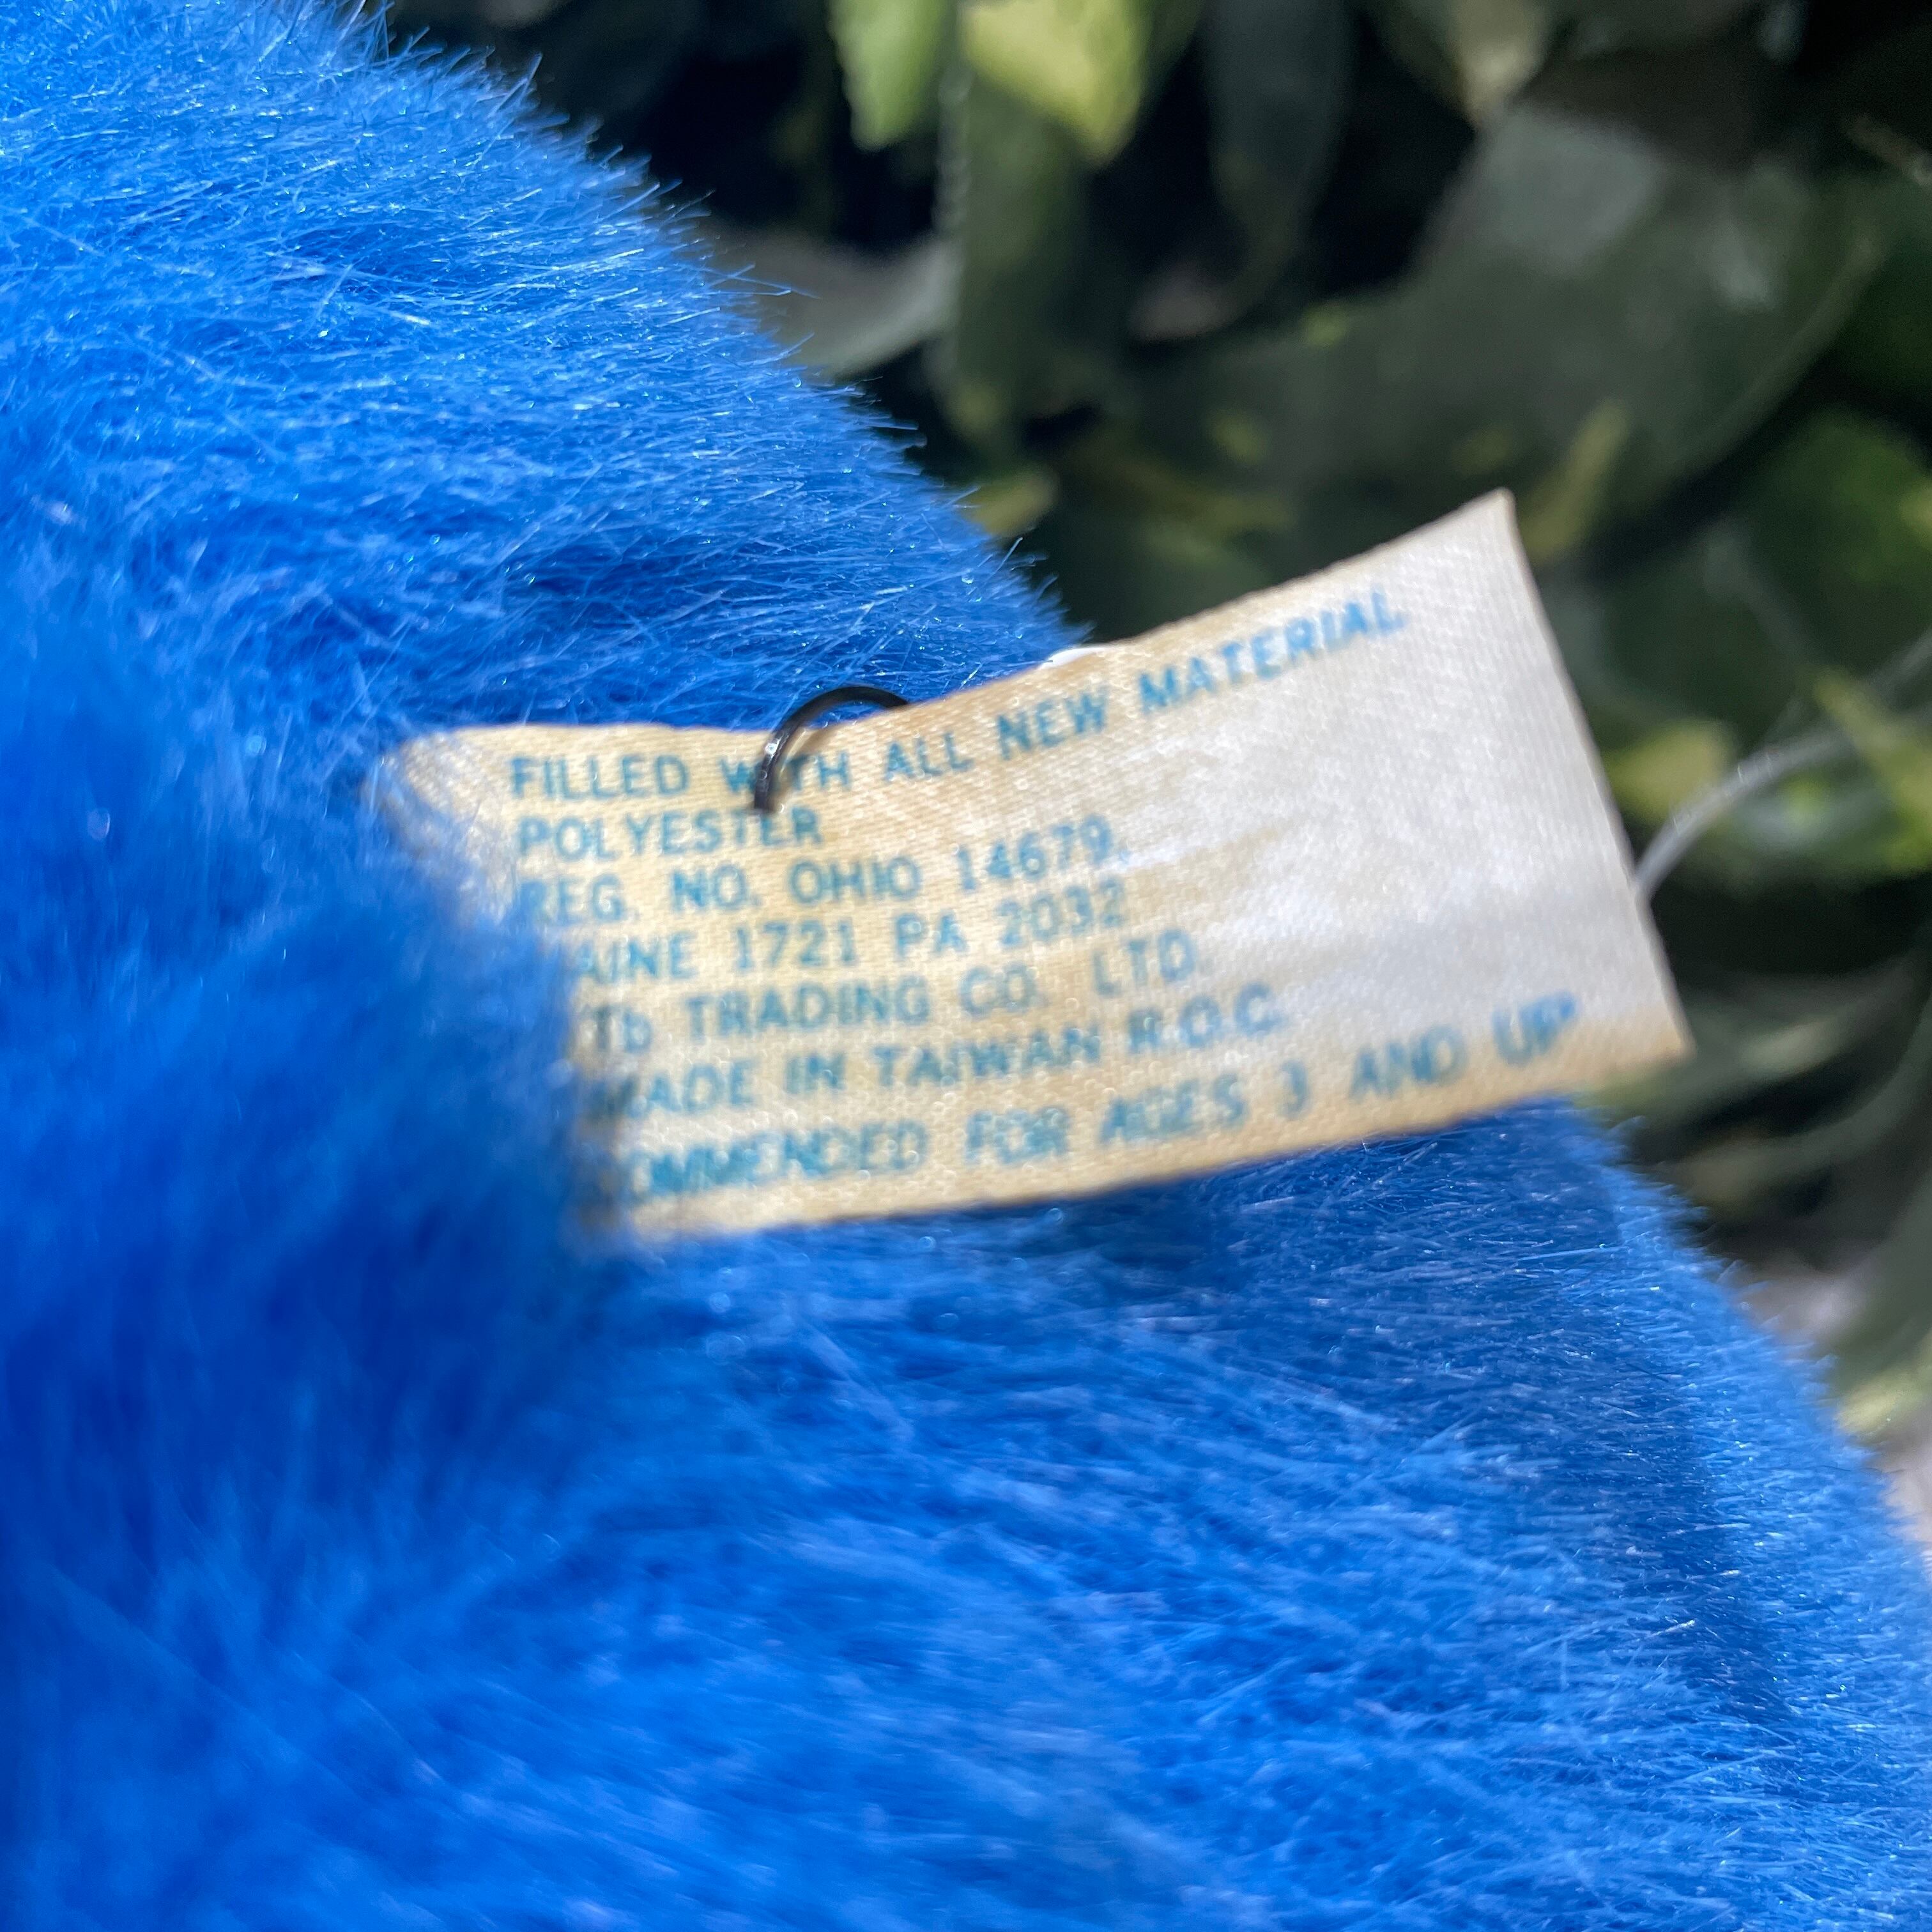 FILLED WITH ALL NEW MATERIAL
POLYESTER
REG. NO. OHIO 14679.
AINE 1721 PA 2032
TRADING CO. LTD.
MADE IN TAIWAN R.O.C.
OMMENDED FOR AGES 3 AND UP